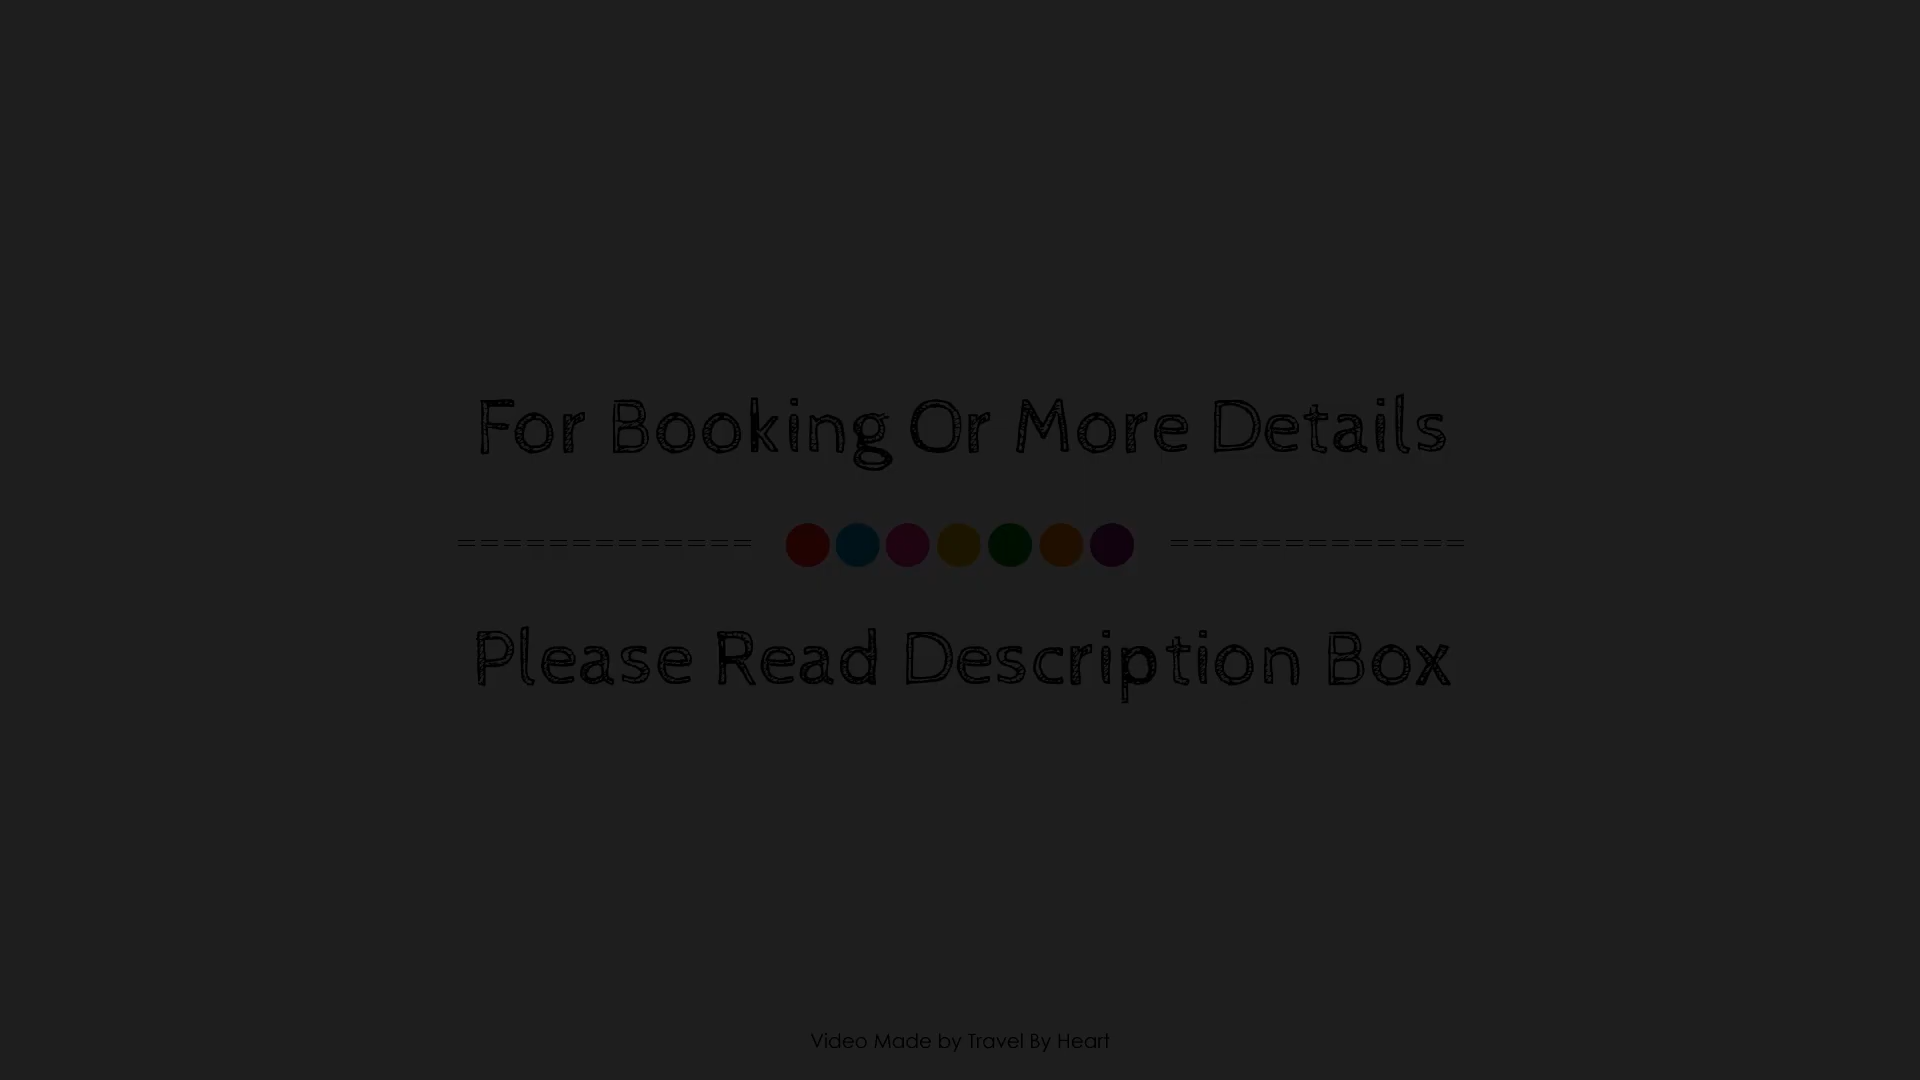 For Booking Or More Details
============= =============
Please Read Description Box
Video Made by Travel By Heart